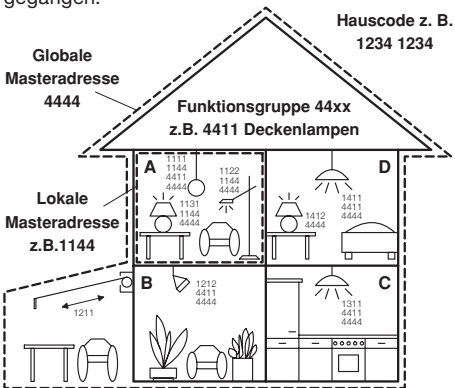 gegangen.
Hauscode z. B.
1234 1234
Globale
Masteradresse
4444
Funktionsgruppe 44xx
z.B. 4411 Deckenlampen
A
1111
1144
4411
4444
1122
1144
4444
1131
1144
4444
D
1411
4411
4444
1412
4444
Lokale
Masteradresse
z.B.1144
1211
B
1212
4411
4444
C
1311
4411
4444